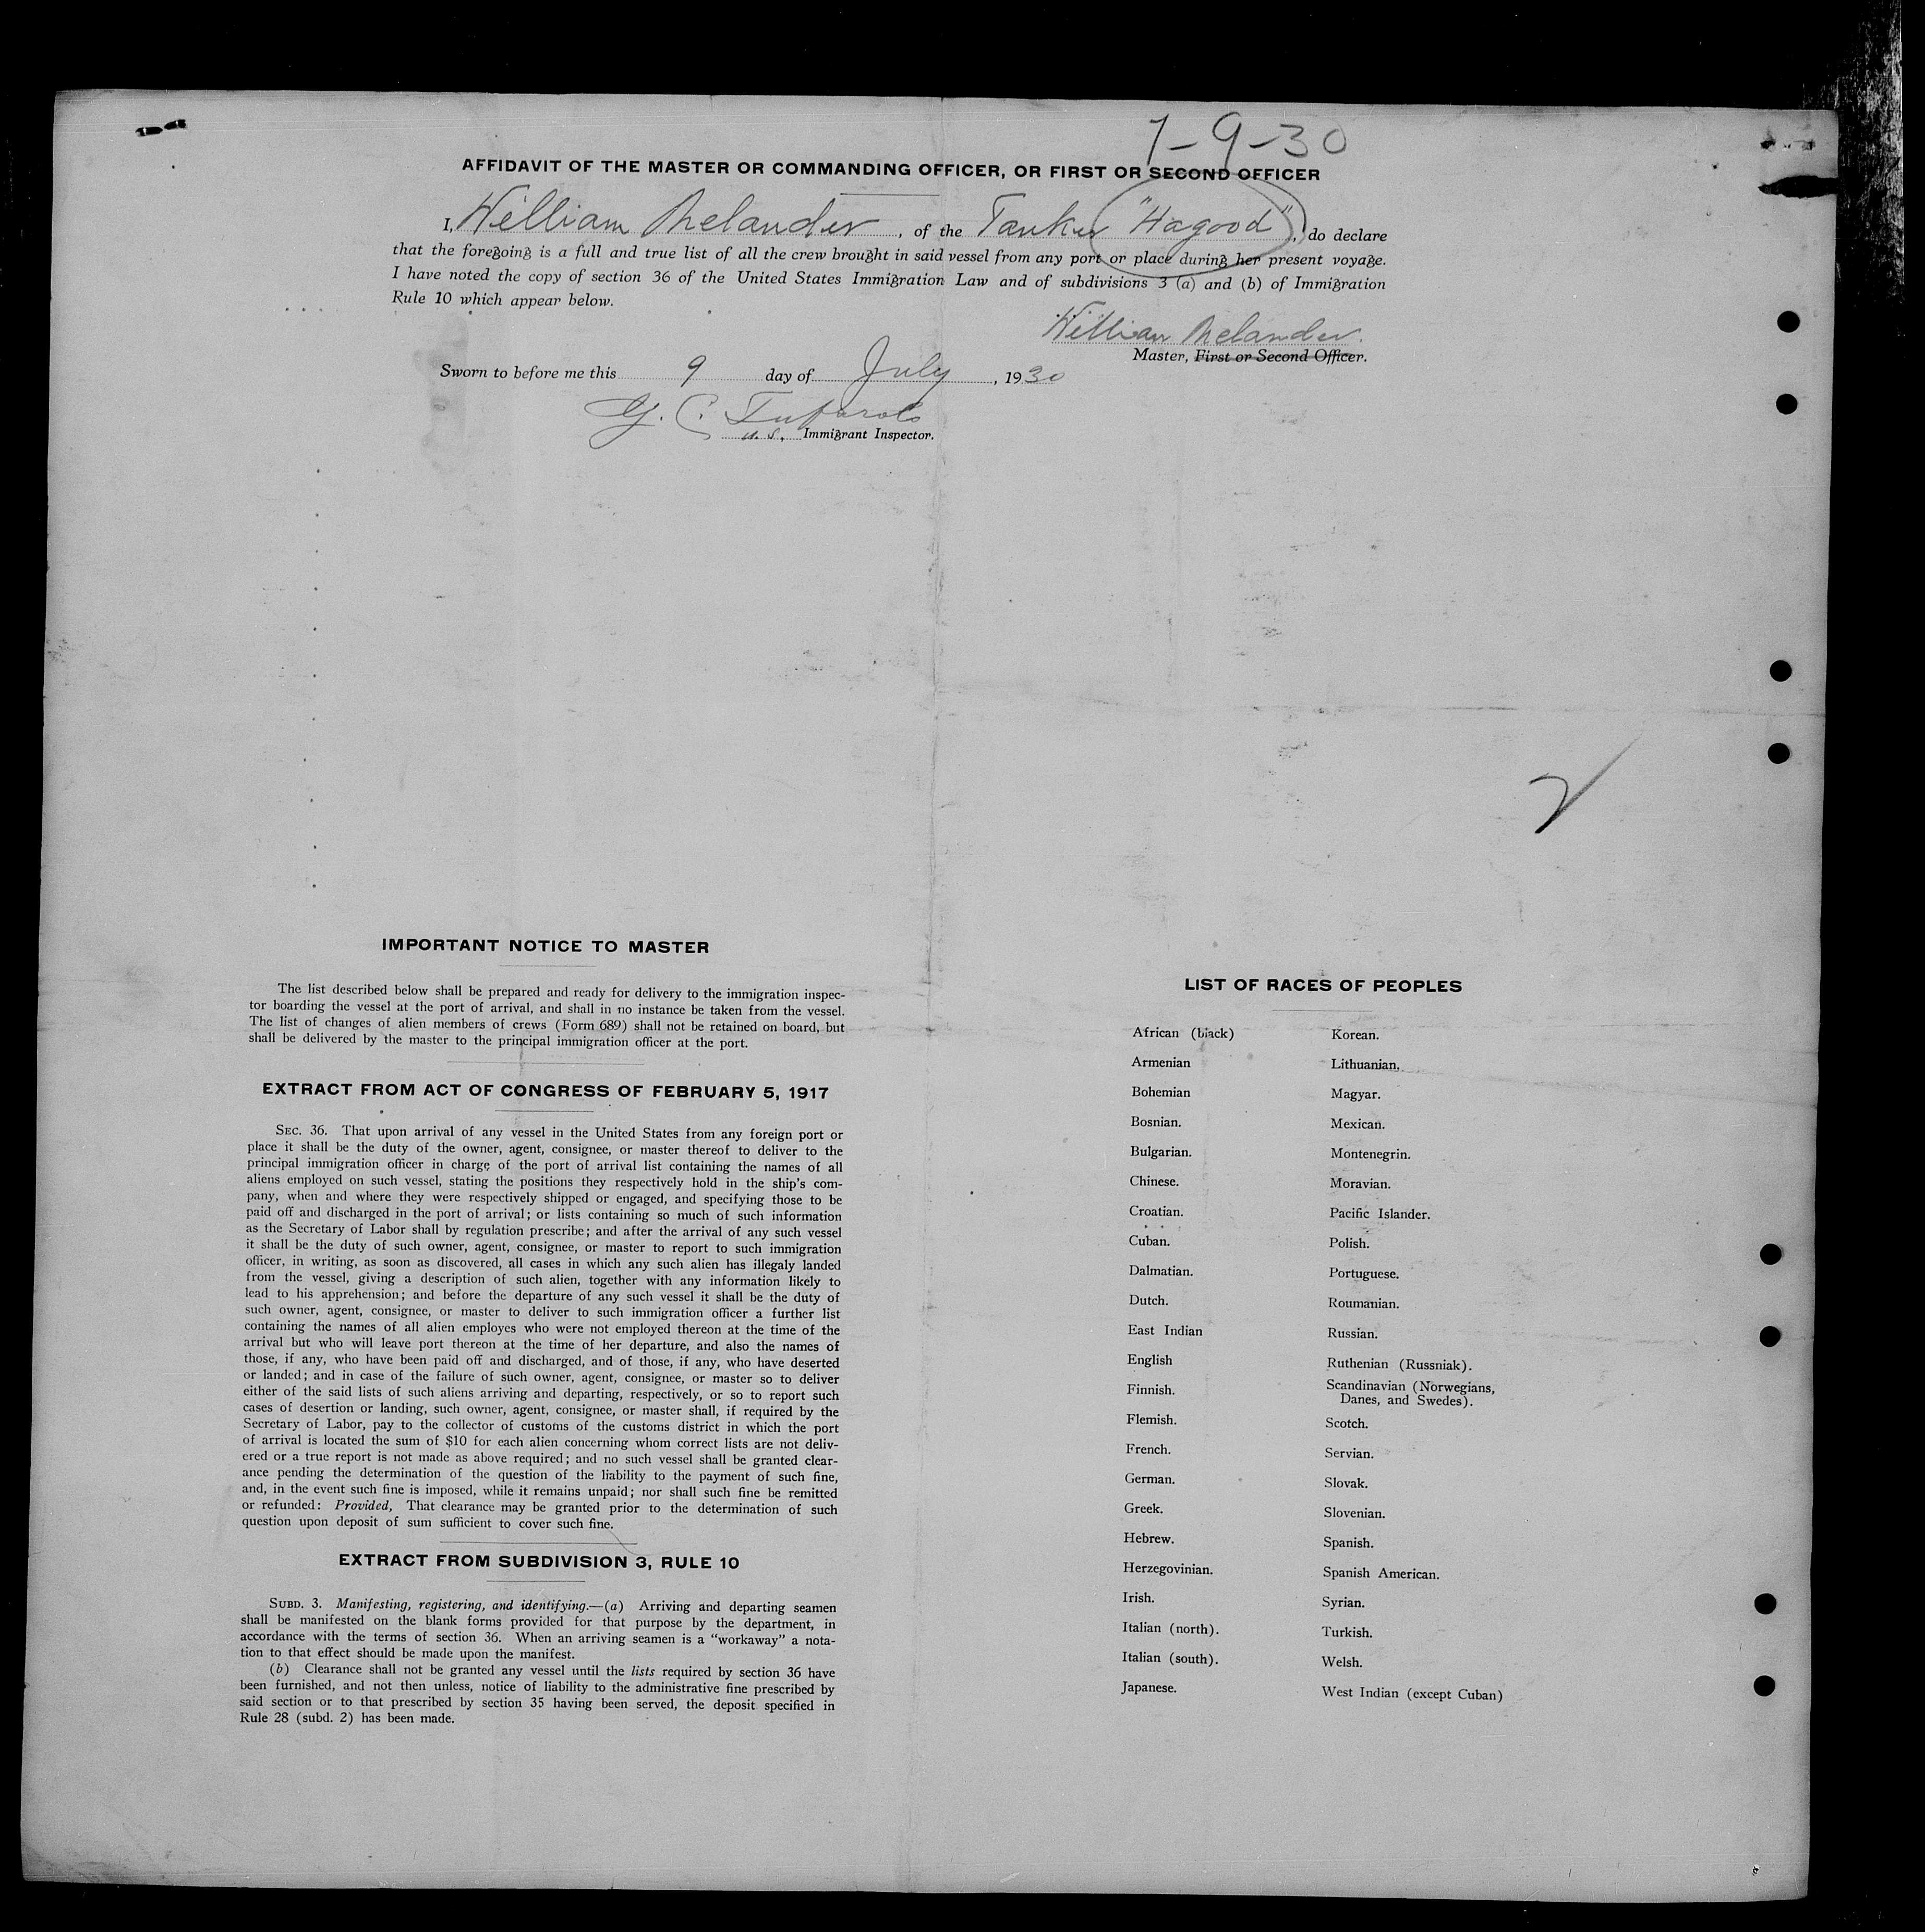 7-9-30
AFFIDAVIT OF THE MASTER OR COMMANDING OFFICER, OR FIRST OR SECOND OFFICER
I, William Melander, of the Tanker "Hagood", do declare
that the foregoing is a full and true list of all the crew brought in said vessel from any port or place during her present voyage.
I have noted the copy of section 36 of the United States Immigration Law and of subdivisions 3 (a) and (b) of Immigration
Rule 10 which appear below.
William Melander.
Master, First or Second Officer.
Sworn to before me this 9 day of July, 1930
G. C.
U. S. Immigrant Inspector.
IMPORTANT NOTICE TO MASTER
The list described below shall be prepared and ready for delivery to the immigration inspec-
tor boarding the vessel at the port of arrival, and shall in no instance be taken from the vessel.
The list of changes of alien members of crews (Form 689) shall not be retained on board, but
shall be delivered by the master to the principal immigration officer at the port.
EXTRACT FROM ACT OF CONGRESS OF FEBRUARY 5, 1917
SEC. 36. That upon arrival of any vessel in the United States from any foreign port or
place it shall be the duty of the owner, agent, consignee, or master thereof to deliver to the
principal immigration officer in charge of the port of arrival list containing the names of all
aliens employed on such vessel, stating the positions they respectively hold in the ship's com-
pany, when and where they were respectively shipped or engaged, and specifying those to be
paid off and discharged in the port of arrival; or lists containing so much of such information
as the Secretary of Labor shall by regulation prescribe; and after the arrival of any such vessel
it shall be the duty of such owner, agent, consignee, or master to report to such immigration
officer, in writing, as soon as discovered, all cases in which any such alien has illegaly landed
from the vessel, giving a description of such alien, together with any information likely to
lead to his apprehension; and before the departure of any such vessel it shall be the duty of
such owner, agent, consignee, or master to deliver to such immigration officer a further list
containing the names of all alien employes who were not employed thereon at the time of the
arrival but who will leave port thereon at the time of her departure, and also the names of
those, if any, who have been paid off and discharged, and of those, if any, who have deserted
or landed; and in case of the failure of such owner, agent, consignee, or master so to deliver
either of the said lists of such aliens arriving and departing, respectively, or so to report such
cases of desertion or landing, such owner, agent, consignee, or master shall, if required by the
Secretary of Labor, pay to the collector of customs of the customs district in which the port
of arrival is located the sum of $10 for each alien concerning whom correct lists are not deliv-
ered or a true report is not made as above required; and no such vessel shall be granted clear-
ance pending the determination of the question of the liability to the payment of such fine,
and, in the event such fine is imposed, while it remains unpaid; nor shall such fine be remitted
or refunded: Provided, That clearance may be granted prior to the determination of such
question upon deposit of sum sufficient to cover such fine.
EXTRACT FROM SUBDIVISION 3, RULE 10
SUBD. 3. Manifesting, registering, and identifying.—(a) Arriving and departing seamen
shall be manifested on the blank forms provided for that purpose by the department, in
accordance with the terms of section 36. When an arriving seamen is a "workaway" a nota-
tion to that effect should be made upon the manifest.
(b) Clearance shall not be granted any vessel until the lists required by section 36 have
been furnished, and not then unless, notice of liability to the administrative fine prescribed by
said section or to that prescribed by section 35 having been served, the deposit specified in
Rule 28 (subd. 2) has been made.
LIST OF RACES OF PEOPLES
African (black)
Armenian
Bohemian
Bosnian.
Bulgarian.
Chinese.
Croatian.
Cuban.
Dalmatian.
Dutch.
East Indian
English
Finnish.
Flemish.
French.
German.
Greek.
Hebrew.
Herzegovinian.
Irish.
Italian (north).
Italian (south).
Japanese.
Korean.
Lithuanian.
Magyar.
Mexican.
Montenegrin.
Moravian.
Pacific Islander.
Polish.
Portuguese.
Roumanian.
Russian.
Ruthenian (Russniak).
Scandinavian (Norwegians,
Danes, and Swedes).
Scotch.
Servian.
Slovak.
Slovenian.
Spanish.
Spanish American.
Syrian.
Turkish.
Welsh.
West Indian (except Cuban)